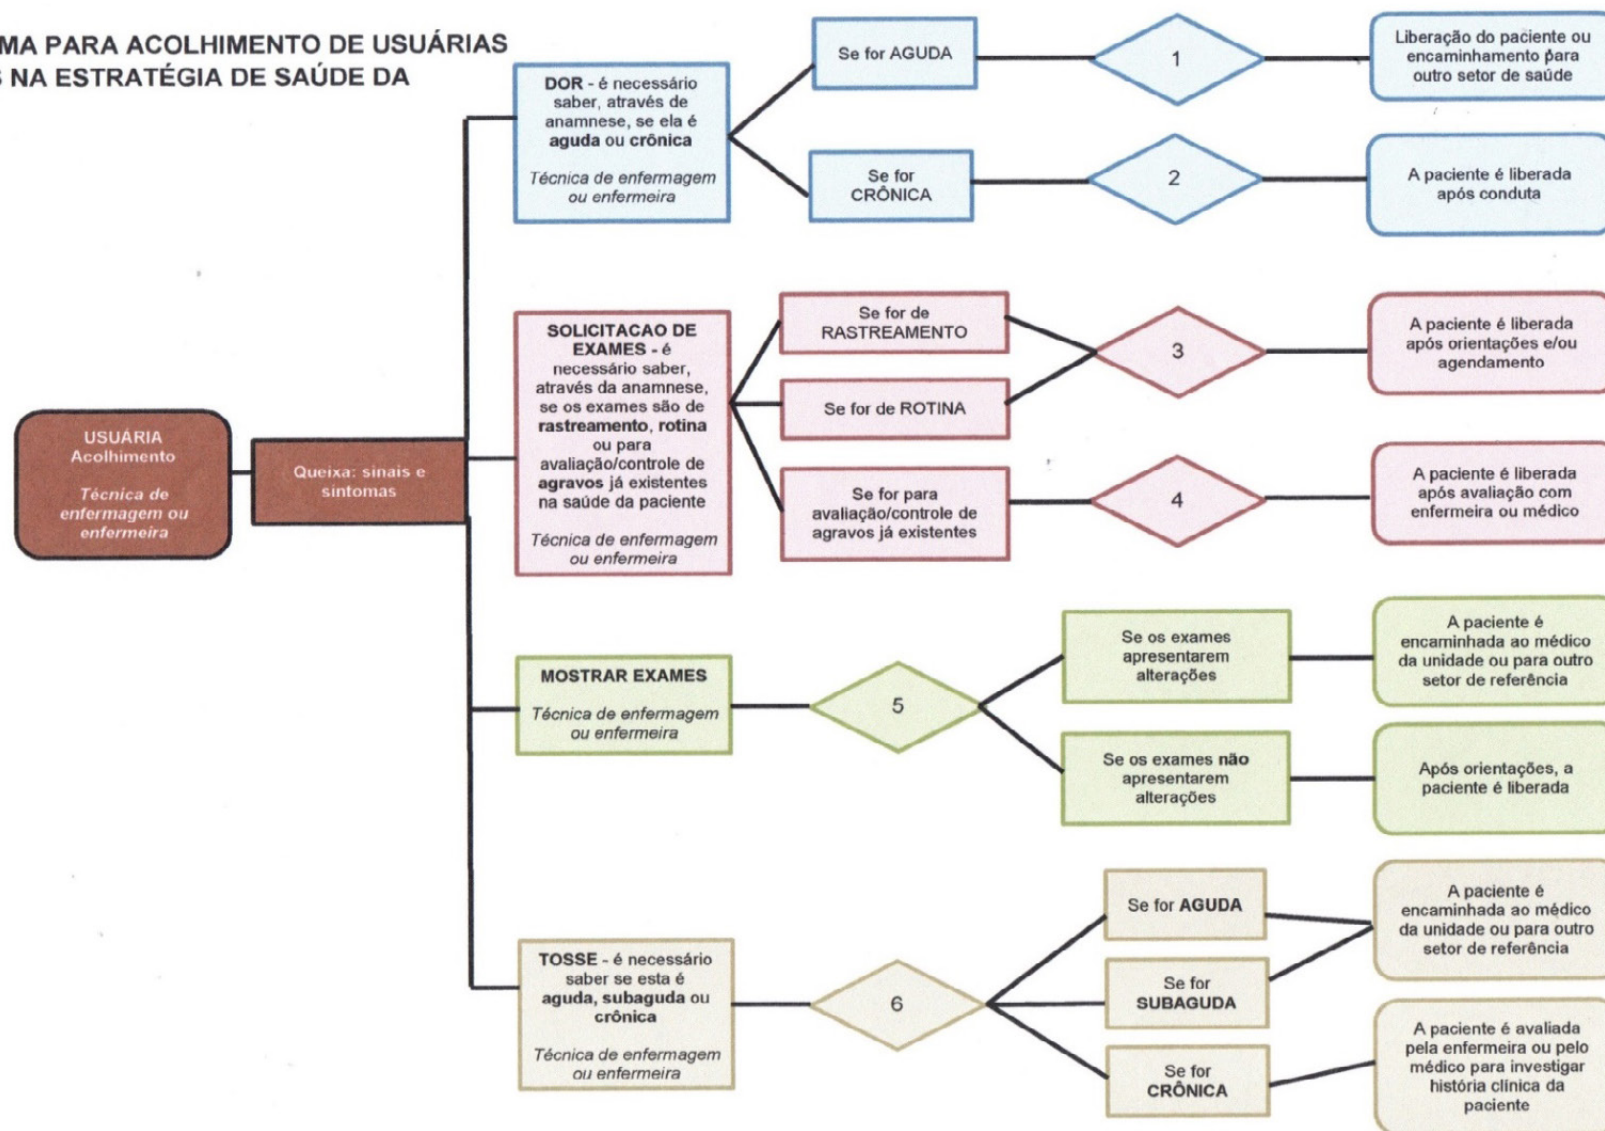 MA PARA ACOLHIMENTO DE USUÁRIAS
S NA ESTRATÉGIA DE SAÚDE DA
USUÁRIA
Acolhimento
Técnica de
enfermagem ou
enfermeira
Queixa: sinais e
sintomas
DOR - é necessário
saber, através de
anamnese, se ela é
aguda ou crônica
Técnica de enfermagem
ou enfermeira
Se for AGUDA
1
Liberação do paciente ou
encaminhamento para
outro setor de saúde
Se for
CRÔNICA
2
A paciente é liberada
após conduta
SOLICITACAO DE
EXAMES - é
necessário saber,
através da anamnese,
se os exames são de
rastreamento, rotina
ou para
avaliação/controle de
agravos já existentes
na saúde da paciente
Técnica de enfermagem
ou enfermeira
Se for de
RASTREAMENTO
Se for de ROTINA
3
A paciente é liberada
após orientações e/ou
agendamento
Se for para
avaliação/controle de
agravos já existentes
4
A paciente é liberada
após avaliação com
enfermeira ou médico
MOSTRAR EXAMES
Técnica de enfermagem
ou enfermeira
5
Se os exames
apresentarem
alterações
A paciente é
encaminhada ao médico
da unidade ou para outro
setor de referência
Se os exames não
apresentarem
alterações
Após orientações, a
paciente é liberada
TOSSE - é necessário
saber se esta é
aguda, subaguda ou
crônica
Técnica de enfermagem
ou enfermeira
6
Se for AGUDA
Se for
SUBAGUDA
A paciente é
encaminhada ao médico
da unidade ou para outro
setor de referência
Se for
CRÔNICA
A paciente é avaliada
pela enfermeira ou pelo
médico para investigar
história clínica da
paciente